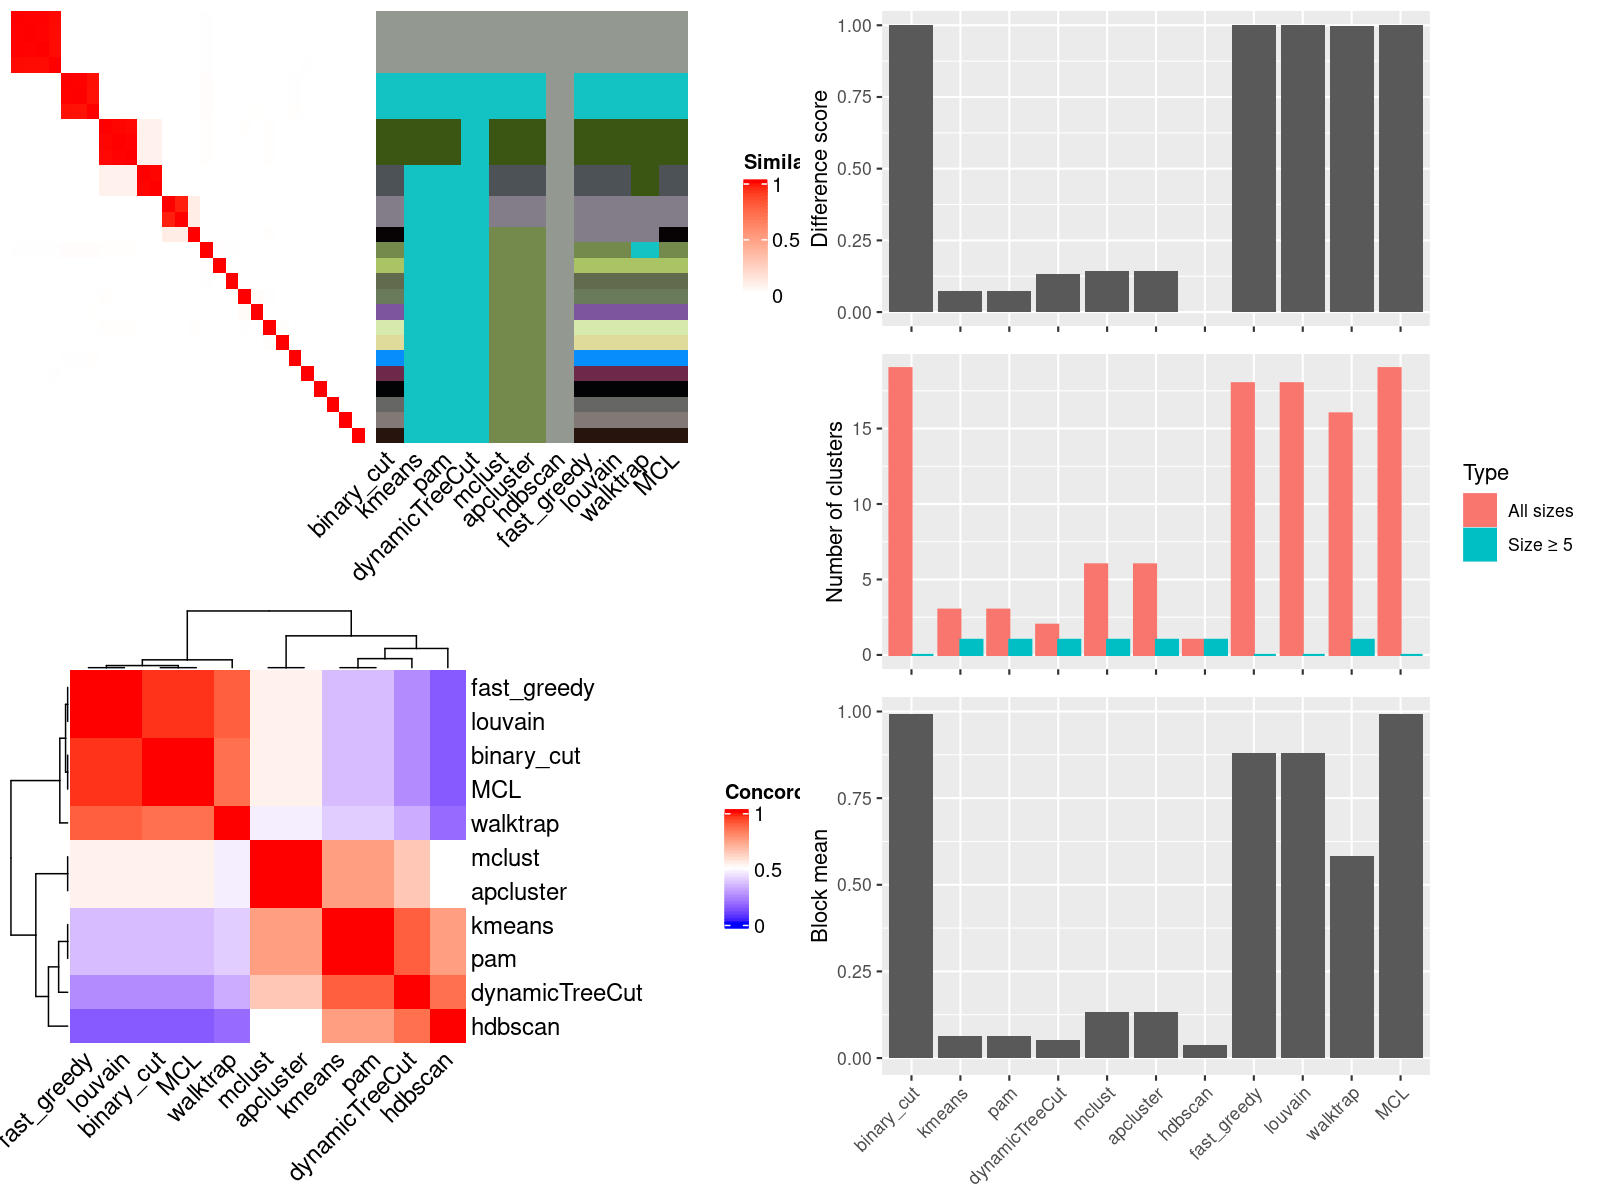 Simila
1
0.5
0
binary_cut
kmeans
pam
dynamicTreeCut
mclust
apcluster
hdbscan
fast_greedy
louvain
walktrap
MCL
fast_greedy
louvain
binary_cut
MCL
walktrap
mclust
apcluster
kmeans
pam
dynamicTreeCut
hdbscan
Concord
1
0.5
0
fast_greedy
louvain
binary_cut
MCL
walktrap
mclust
apcluster
kmeans
pam
dynamicTreeCut
hdbscan
Difference score
1.00
0.75
0.50
0.25
0.00
Number of clusters
15
10
5
0
Type
All sizes
Size ≥ 5
Block mean
1.00
0.75
0.50
0.25
0.00
binary_cut
kmeans
pam
dynamicTreeCut
mclust
apcluster
hdbscan
fast_greedy
louvain
walktrap
MCL